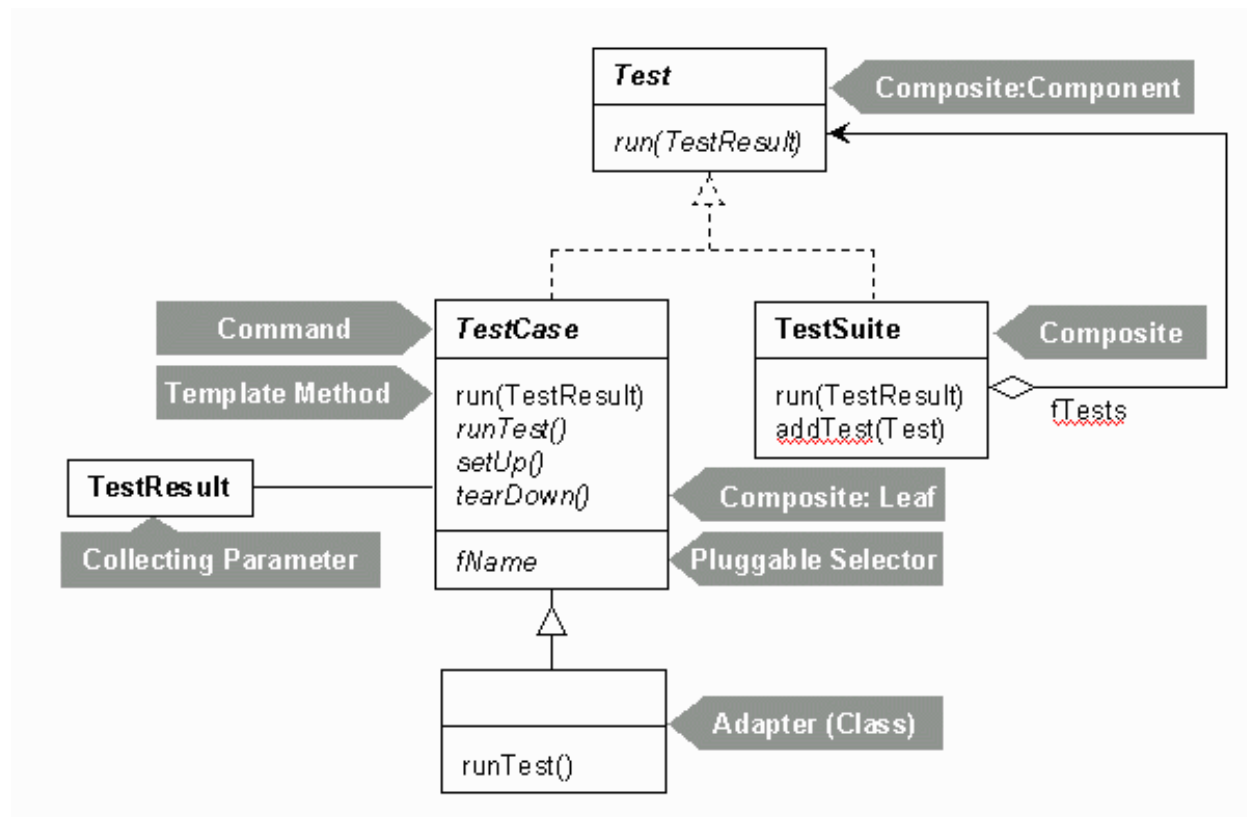 Test
Composite:Component
run(TestResult)
Command
TestCase
TestSuite
Composite
Template Method
run(TestResult)
runTest()
setUp()
tearDown()
run(TestResult)
addTest(Test)
fTests
TestResult
Composite: Leaf
Collecting Parameter
fName
Pluggable Selector
Adapter (Class)
runTest()